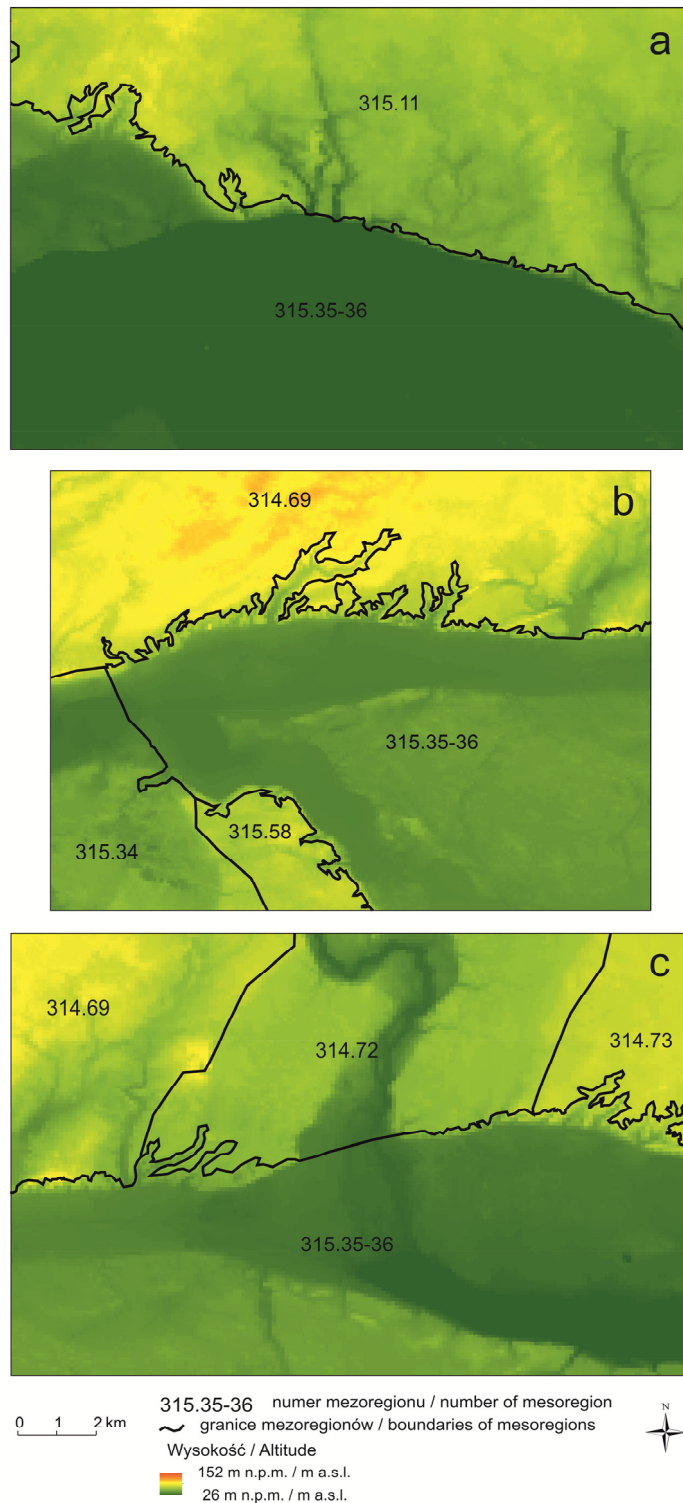 a
315.11
315.35-36
b
314.69
315.35-36
315.58
315.34
c
314.69
314.72
314.73
315.35-36
315.35-36 numer mezoregionu / number of mesoregion
0 1 2 km
granice mezoregionów / boundaries of mesoregions
N
Wysokość / Altitude
152 m n.p.m. / m a.s.l.
26 m n.p.m. / m a.s.l.